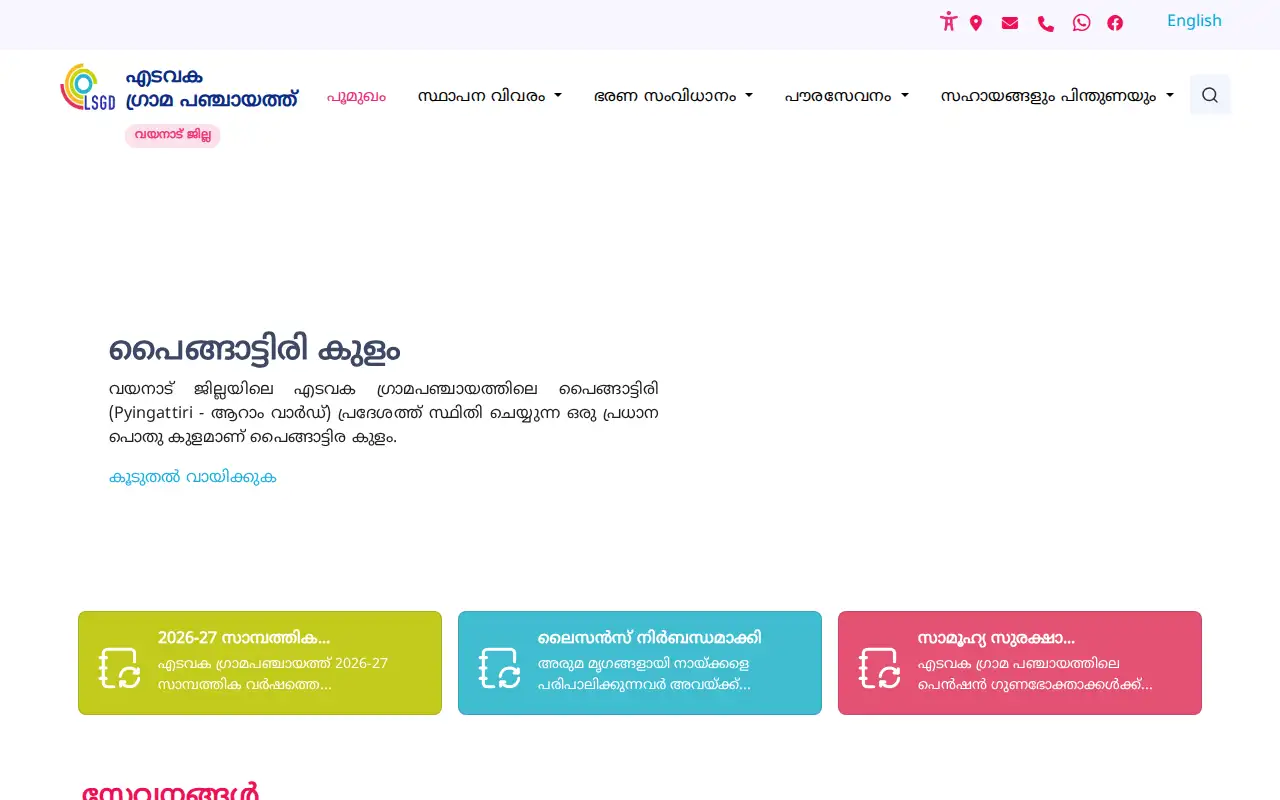 English
LSGD
എടവക
ഗ്രാമ പഞ്ചായത്ത്
വയനാട് ജില്ല
പൂമുഖം
സ്ഥാപന വിവരം
ഭരണ സംവിധാനം
പൗരസേവനം
സഹായങ്ങളും പിന്തുണയും
പൈങ്ങാട്ടിരി കുളം
വയനാട് ജില്ലയിലെ എടവക ഗ്രാമപഞ്ചായത്തിലെ പൈങ്ങാട്ടിരി
(Pyingattiri - ആറാം വാർഡ്) പ്രദേശത്ത് സ്ഥിതി ചെയ്യുന്ന ഒരു പ്രധാന
പൊതു കുളമാണ് പൈങ്ങാട്ടിര കുളം.
കൂടുതൽ വായിക്കുക
2026-27 സാമ്പത്തിക...
എടവക ഗ്രാമപഞ്ചായത്ത് 2026-27
സാമ്പത്തിക വർഷത്തെ...
ലൈസൻസ് നിർബന്ധമാക്കി
അരുമ മൃഗങ്ങളായി നായ്ക്കളെ
പരിപാലിക്കുന്നവർ അവയ്ക്ക്...
സാമൂഹ്യ സുരക്ഷാ...
എടവക ഗ്രാമ പഞ്ചായത്തിലെ
പെൻഷൻ ഗുണഭോക്താക്കൾക്ക്...
സേവനങ്ങൾ